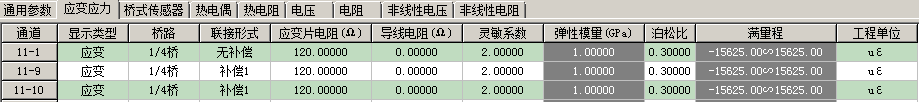 通用参数 应变应力 桥式传感器 热电偶 热电阻 电压 电阻 非线性电压 非线性电阻
通道 显示类型 桥路 联接形式 应变片电阻(Ω) 导线电阻(Ω) 灵敏系数 弹性模量(GPa) 泊松比 满量程 工程单位
11-1 应变 1/4桥 无补偿 120.00000 0.00000 2.00000 1.00000 0.30000 -15625.00∽15625.00 uε
11-9 应变 1/4桥 补偿1 120.00000 0.00000 2.00000 1.00000 0.30000 -15625.00∽15625.00 uε
11-10 应变 1/4桥 补偿1 120.00000 0.00000 2.00000 1.00000 0.30000 -15625.00∽15625.00 uε